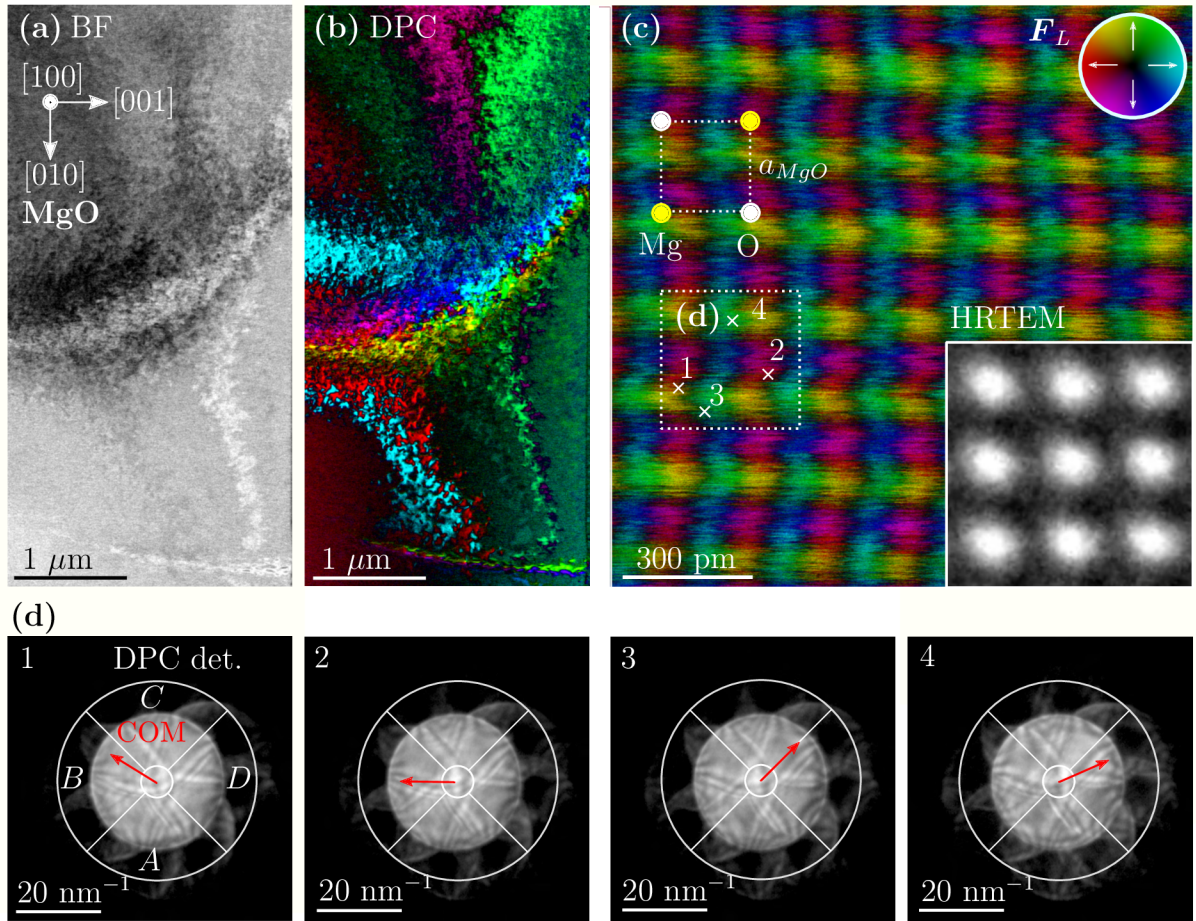 (a) BF
[100]
[001]
[010]
MgO
1 μm
(b) DPC
1 μm
(c)
F_L
a_MgO
Mg
O
(d)
4
2
1
3
HRTEM
300 pm
(d)
1
DPC det.
C
COM
B
D
A
20 nm⁻¹
2
20 nm⁻¹
3
20 nm⁻¹
4
20 nm⁻¹